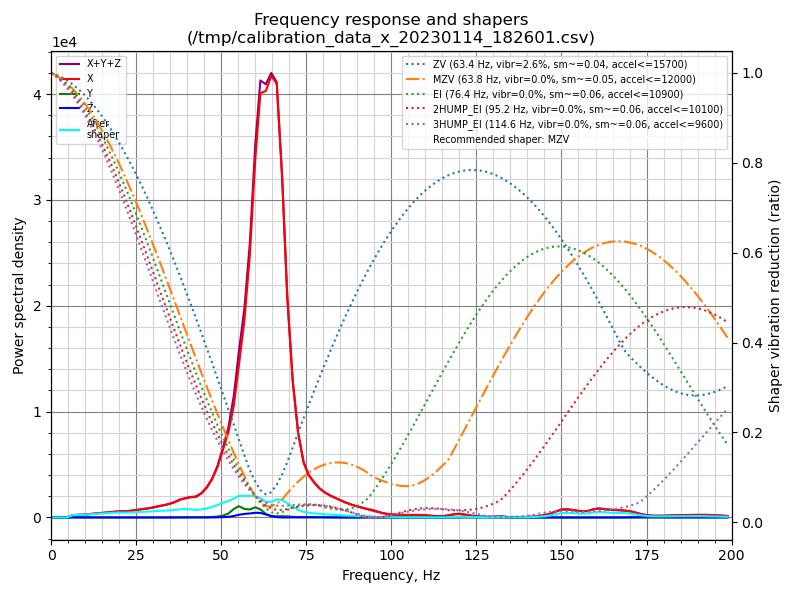 Frequency response and shapers
(/tmp/calibration_data_x_20230114_182601.csv)
1e4
X+Y+Z
X
Y
Z
After
shaper
ZV (63.4 Hz, vibr=2.6%, sm~=0.04, accel<=15700)
MZV (63.8 Hz, vibr=0.0%, sm~=0.05, accel<=12000)
EI (76.4 Hz, vibr=0.0%, sm~=0.06, accel<=10900)
2HUMP_EI (95.2 Hz, vibr=0.0%, sm~=0.06, accel<=10100)
3HUMP_EI (114.6 Hz, vibr=0.0%, sm~=0.06, accel<=9600)
Recommended shaper: MZV
Power spectral density
4
3
2
1
0
1.0
0.8
0.6
0.4
0.2
0.0
Shaper vibration reduction (ratio)
0 25 50 75 100 125 150 175 200
Frequency, Hz